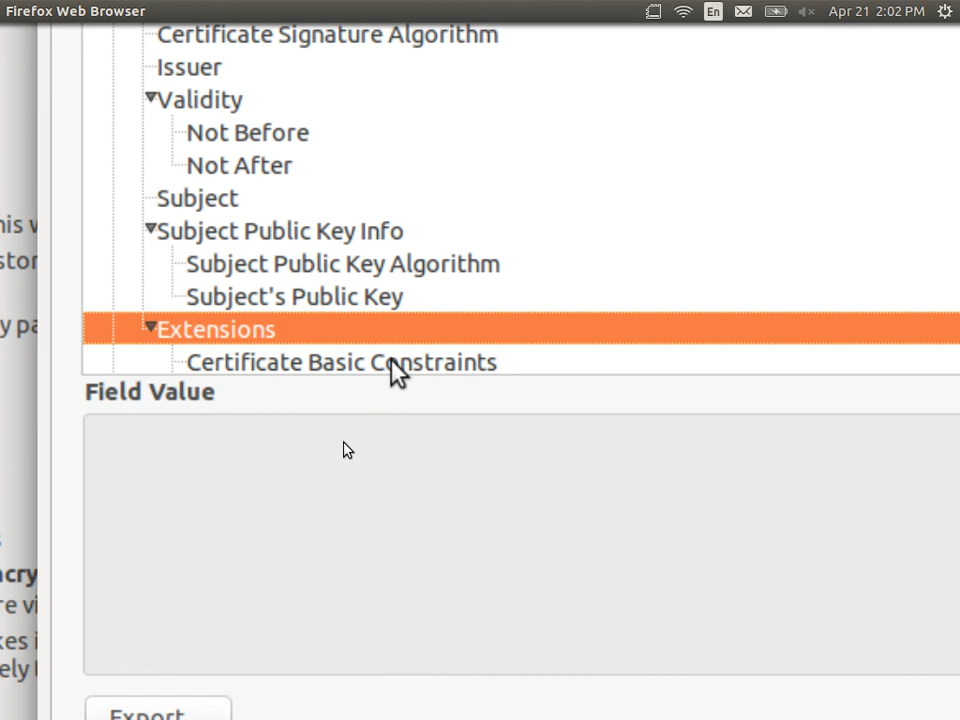 Firefox Web Browser
En
Apr 21 2:02 PM
Certificate Signature Algorithm
Issuer
Validity
Not Before
Not After
Subject
Subject Public Key Info
Subject Public Key Algorithm
Subject's Public Key
Extensions
Certificate Basic Constraints
Field Value
Export...